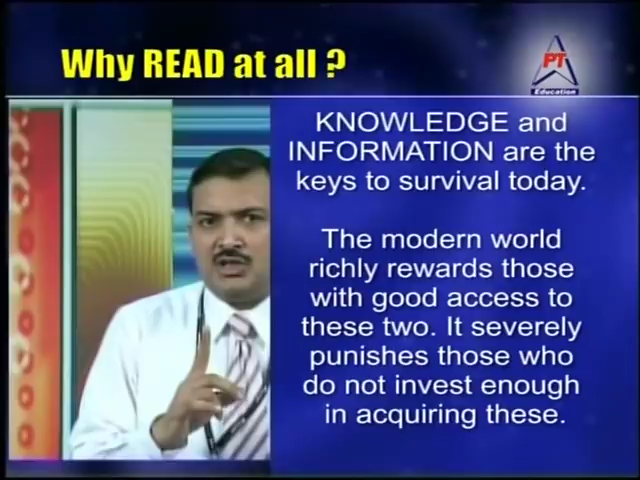 Why READ at all ?
PT
Education
KNOWLEDGE and
INFORMATION are the
keys to survival today.
The modern world
richly rewards those
with good access to
these two. It severely
punishes those who
do not invest enough
in acquiring these.